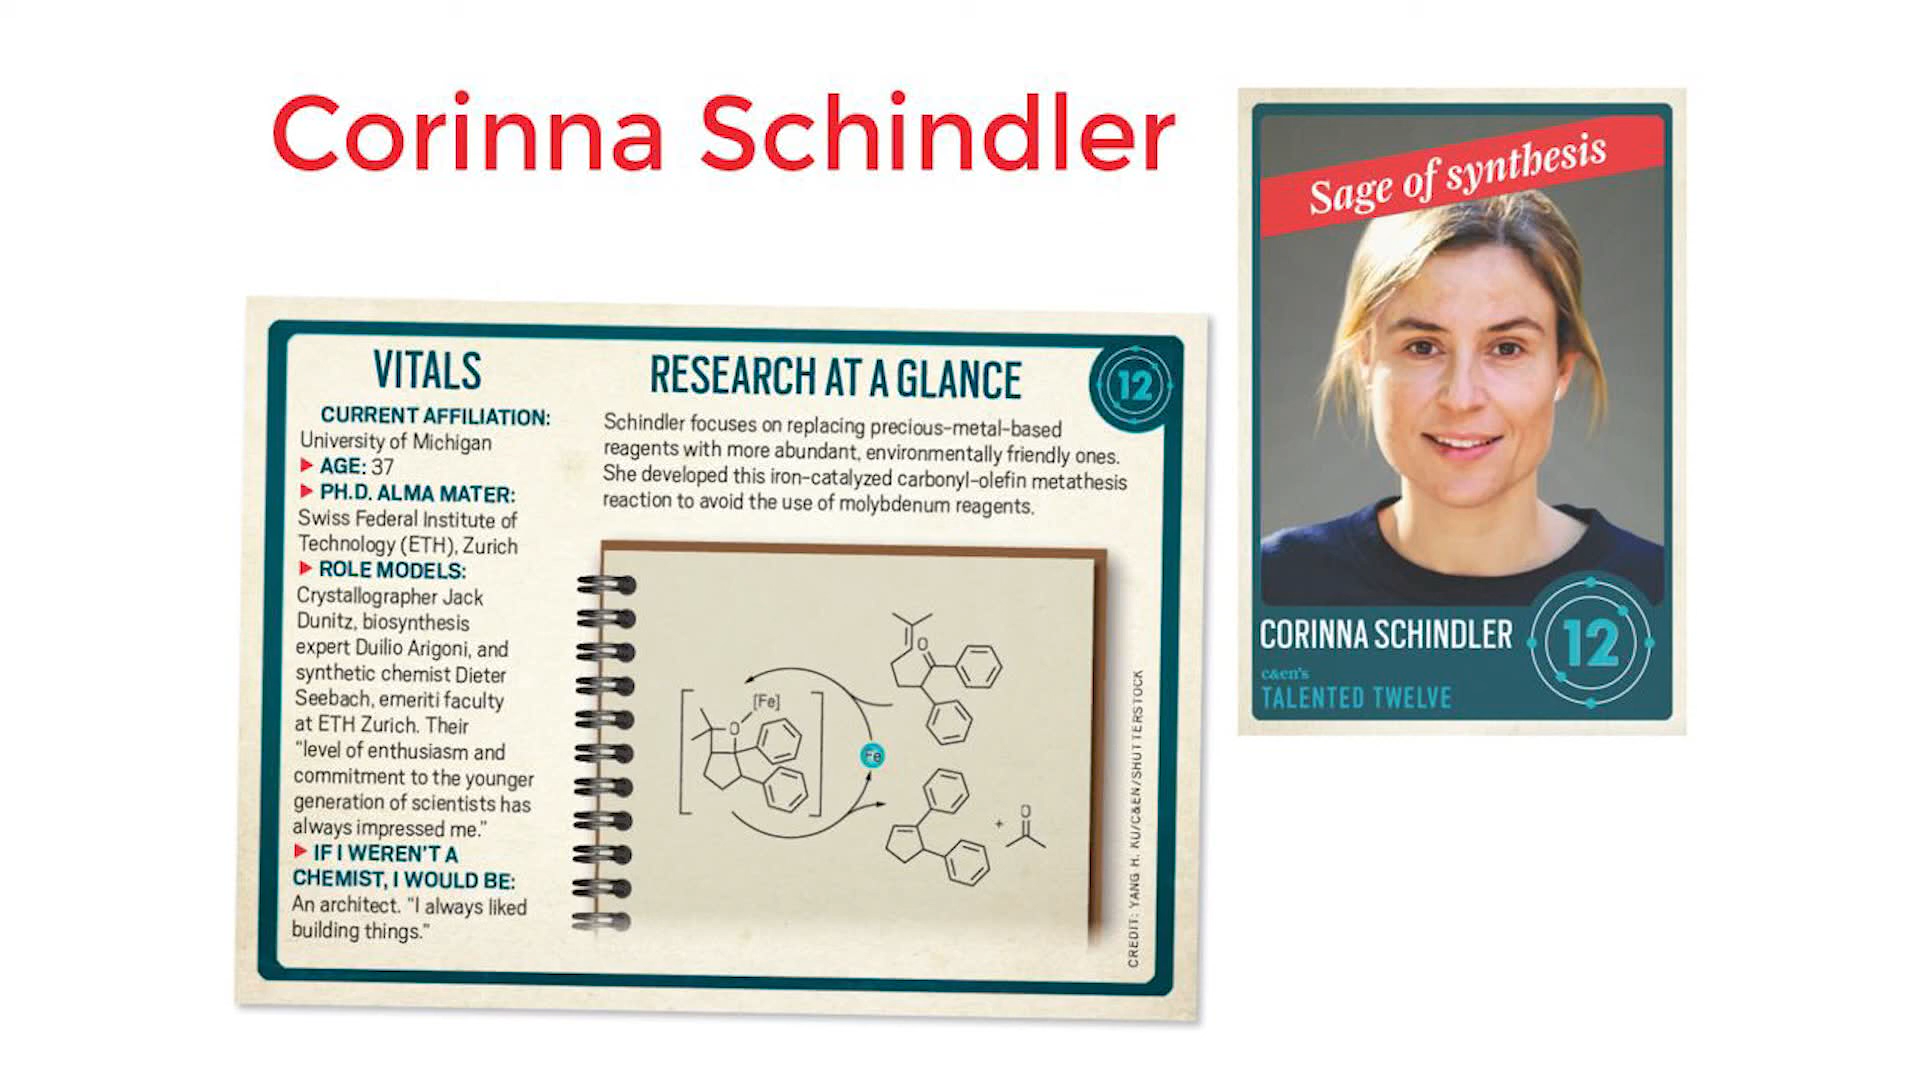 Corinna Schindler
Sage of synthesis
CORINNA SCHINDLER
c&en's
TALENTED TWELVE
12
VITALS
CURRENT AFFILIATION:
University of Michigan
AGE: 37
PH.D. ALMA MATER:
Swiss Federal Institute of
Technology (ETH), Zurich
ROLE MODELS:
Crystallographer Jack
Dunitz, biosynthesis
expert Duilio Arigoni, and
synthetic chemist Dieter
Seebach, emeriti faculty
at ETH Zurich. Their
“level of enthusiasm and
commitment to the younger
generation of scientists has
always impressed me.”
IF I WEREN'T A
CHEMIST, I WOULD BE:
An architect. “I always liked
building things.”
RESEARCH AT A GLANCE
12
Schindler focuses on replacing precious-metal-based
reagents with more abundant, environmentally friendly ones.
She developed this iron-catalyzed carbonyl-olefin metathesis
reaction to avoid the use of molybdenum reagents.
O
[Fe]
O
Fe
+
O
CREDIT: YANG H. KU/C&EN/SHUTTERSTOCK